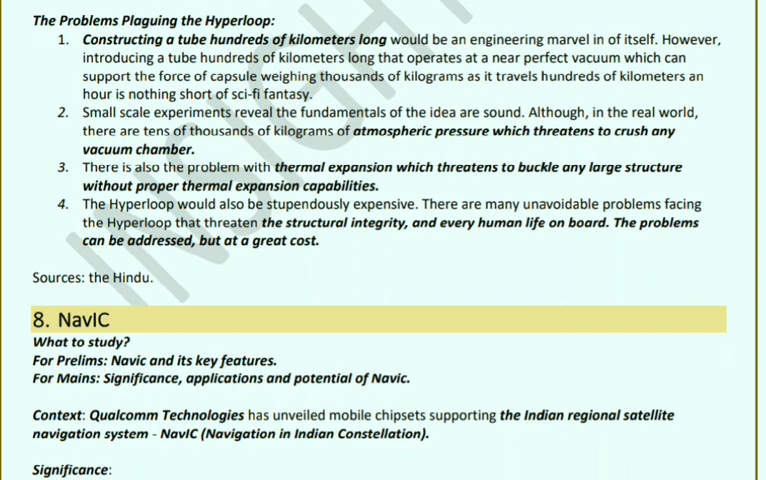 The Problems Plaguing the Hyperloop:
1. Constructing a tube hundreds of kilometers long would be an engineering marvel in of itself. However,
introducing a tube hundreds of kilometers long that operates at a near perfect vacuum which can
support the force of capsule weighing thousands of kilograms as it travels hundreds of kilometers an
hour is nothing short of sci-fi fantasy.
2. Small scale experiments reveal the fundamentals of the idea are sound. Although, in the real world,
there are tens of thousands of kilograms of atmospheric pressure which threatens to crush any
vacuum chamber.
3. There is also the problem with thermal expansion which threatens to buckle any large structure
without proper thermal expansion capabilities.
4. The Hyperloop would also be stupendously expensive. There are many unavoidable problems facing
the Hyperloop that threaten the structural integrity, and every human life on board. The problems
can be addressed, but at a great cost.
Sources: the Hindu.
8. NavIC
What to study?
For Prelims: Navic and its key features.
For Mains: Significance, applications and potential of Navic.
Context: Qualcomm Technologies has unveiled mobile chipsets supporting the Indian regional satellite
navigation system - NavIC (Navigation in Indian Constellation).
Significance:
INSIGHT